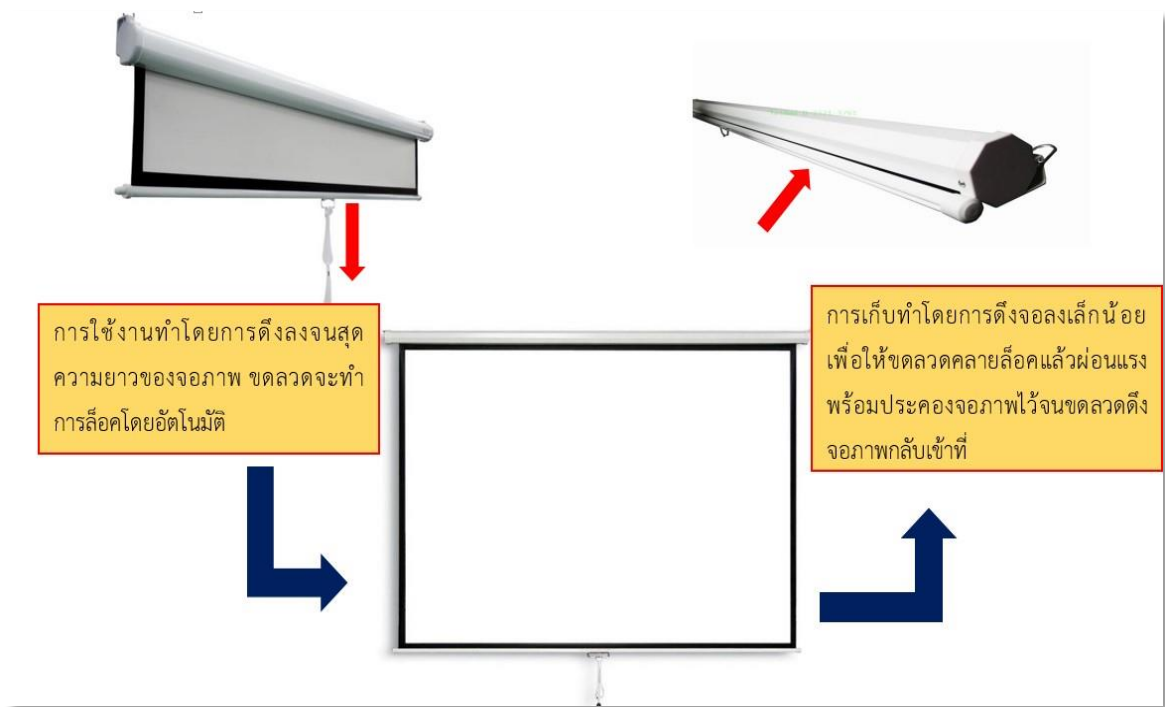 การใช้งานทำโดยการดึงลงจนสุด
ความยาวของจอภาพ ขดลวดจะทำ
การล็อคโดยอัตโนมัติ
การเก็บทำโดยการดึงจอลงเล็กน้อย
เพื่อให้ขดลวดคลายล็อคแล้วผ่อนแรง
พร้อมประคองจอภาพไว้จนขดลวดดึง
จอภาพกลับเข้าที่